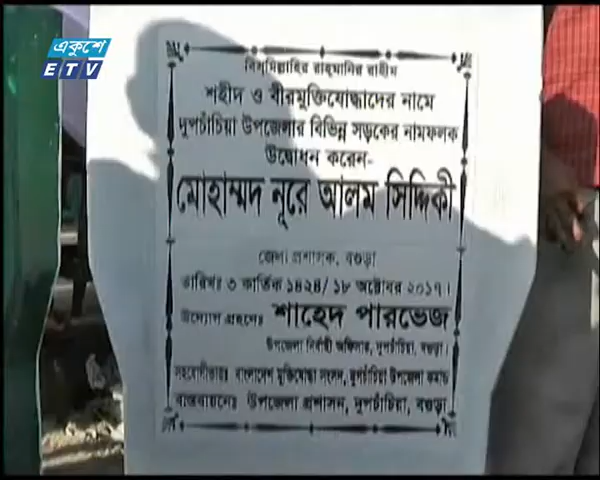 একুশে
ETV
বিসমিল্লাহির রাহমানির রাহীম
শহীদ ও বীরমুক্তিযোদ্ধাদের নামে
দুপচাঁচিয়া উপজেলার বিভিন্ন সড়কের নামফলক
উদ্বোধন করেন-
মোহাম্মদ নূরে আলম সিদ্দিকী
জেলা প্রশাসক, বগুড়া
তারিখঃ ৩ কার্তিক ১৪২৪/ ১৮ অক্টোবর ২০১৭।
উদ্যোগ গ্রহণেঃ শাহেদ পারভেজ
উপজেলা নির্বাহী অফিসার, দুপচাঁচিয়া, বগুড়া।
সহযোগীতায়ঃ বাংলাদেশ মুক্তিযোদ্ধা সংসদ, দুপচাঁচিয়া উপজেলা কমান্ড
বাস্তবায়নেঃ উপজেলা প্রশাসন, দুপচাঁচিয়া, বগুড়া